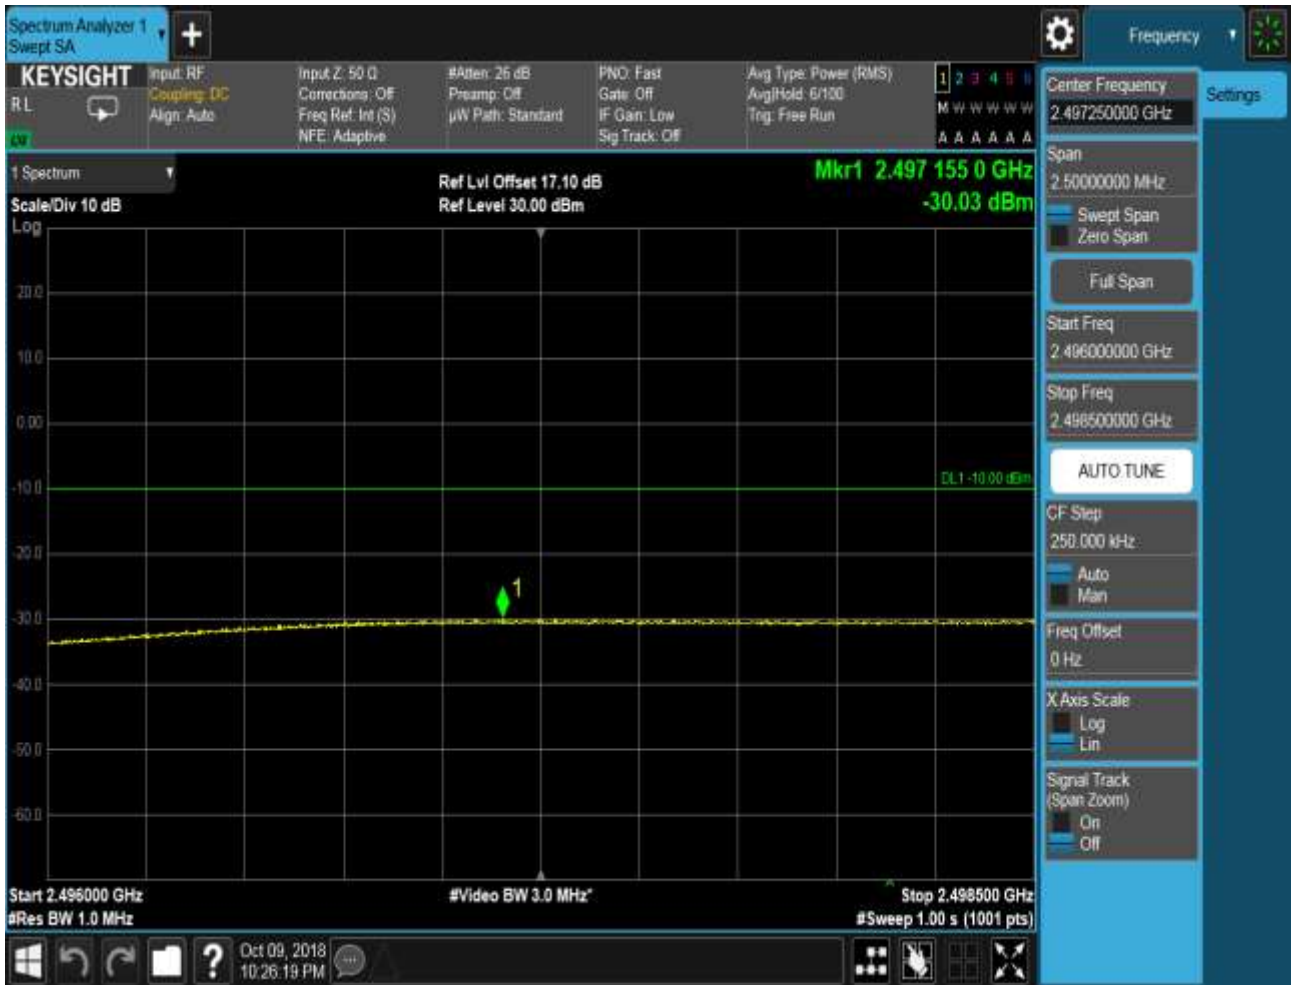 Spectrum Analyzer 1
Swept SA
Frequency
KEYSIGHT
RL
Input: RF
Coupling: DC
Align: Auto
Input Z: 50 Ω
Corrections: Off
Freq Ref: Int (S)
NFE: Adaptive
#Atten: 26 dB
Preamp: Off
µW Path: Standard
PNO: Fast
Gate: Off
IF Gain: Low
Sig Track: Off
Avg Type: Power (RMS)
Avg|Hold: 6/100
Trig: Free Run
1 2 3 4 5 6
M W W W W W
A A A A A A
Center Frequency
2.497250000 GHz
Settings
1 Spectrum
Scale/Div 10 dB
Ref Lvl Offset 17.10 dB
Ref Level 30.00 dBm
Mkr1 2.497 155 0 GHz
-30.03 dBm
Log
20.0
10.0
0.00
-10.0
-20.0
-30.0
-40.0
-50.0
-60.0
DL1 -10.00 dBm
1
Span
2.50000000 MHz
Swept Span
Zero Span
Full Span
Start Freq
2.496000000 GHz
Stop Freq
2.498500000 GHz
AUTO TUNE
CF Step
250.000 kHz
Auto
Man
Freq Offset
0 Hz
X Axis Scale
Log
Lin
Signal Track
(Span Zoom)
On
Off
Start 2.496000 GHz
#Video BW 3.0 MHz*
Stop 2.498500 GHz
#Res BW 1.0 MHz
#Sweep 1.00 s (1001 pts)
?
Oct 09, 2018
10:26:19 PM